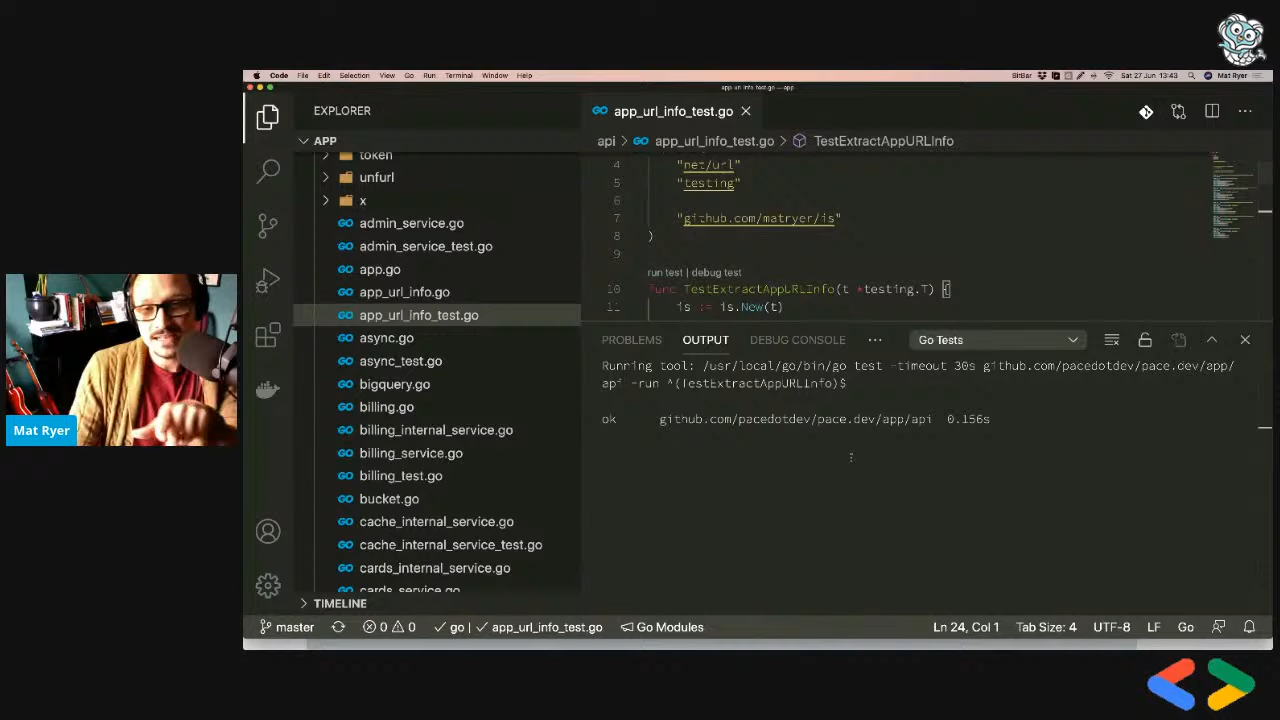 Code File Edit Selection View Go Run Terminal Window Help
BitBar Sat 27 Jun 13:43 Mat Ryer
app_url_info_test.go — app
EXPLORER
APP
token
unfurl
x
admin_service.go
admin_service_test.go
app.go
app_url_info.go
app_url_info_test.go
async.go
async_test.go
bigquery.go
billing.go
billing_internal_service.go
billing_service.go
billing_test.go
bucket.go
cache_internal_service.go
cache_internal_service_test.go
cards_internal_service.go
cards_service.go
TIMELINE
app_url_info_test.go
api > app_url_info_test.go > TestExtractAppURLInfo
4 "net/url"
5 "testing"
6
7 "github.com/matryer/is"
8 )
9
run test | debug test
10 func TestExtractAppURLInfo(t *testing.T) {
11 is := is.New(t)
PROBLEMS OUTPUT DEBUG CONSOLE ... Go Tests
Running tool: /usr/local/go/bin/go test -timeout 30s github.com/pacedotdev/pace.dev/app/
api -run ^(TestExtractAppURLInfo)$
ok github.com/pacedotdev/pace.dev/app/api 0.156s
master 0 0 go | app_url_info_test.go Go Modules Ln 24, Col 1 Tab Size: 4 UTF-8 LF Go
Mat Ryer